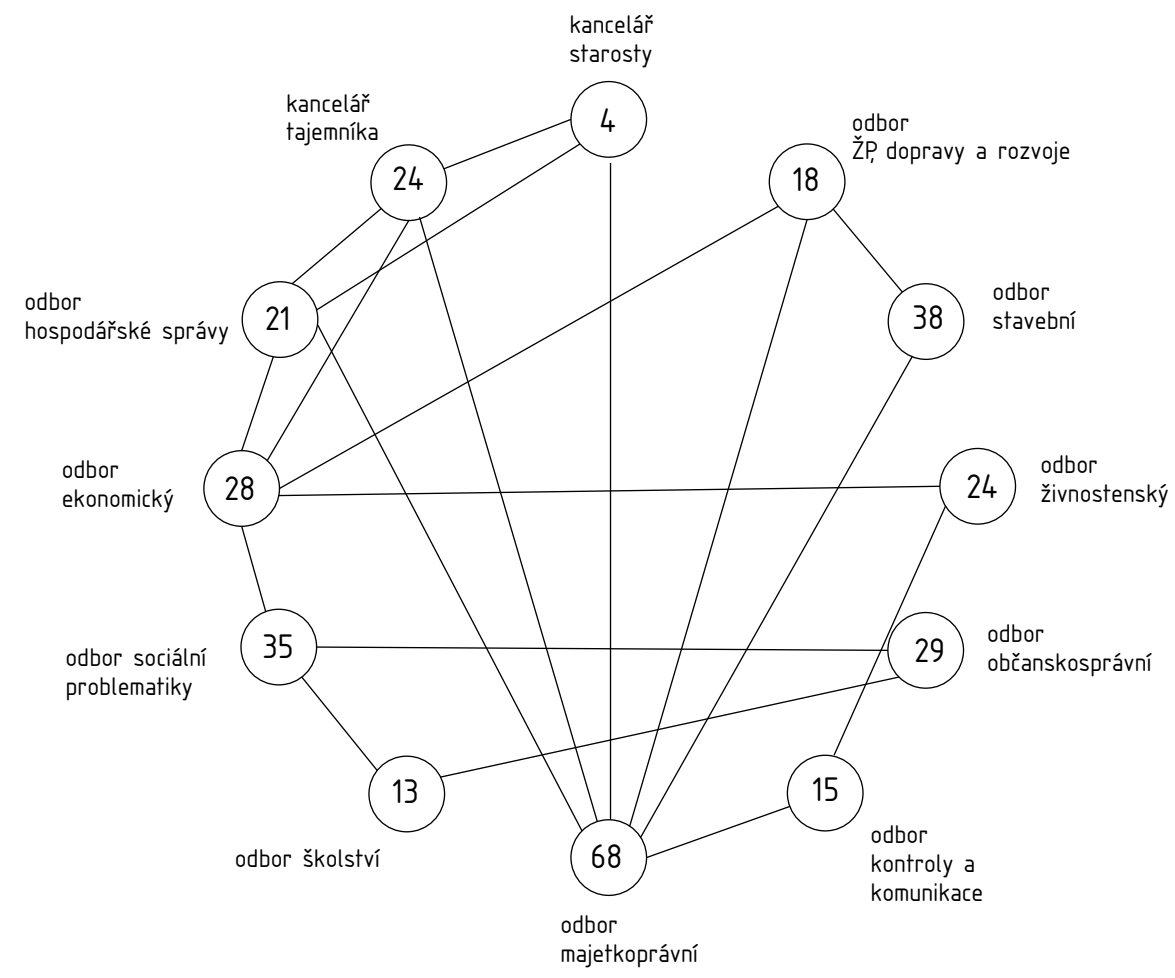 kancelář
starosty
4
kancelář
tajemníka
24
odbor
ŽP, dopravy a rozvoje
18
odbor
hospodářské správy
21
odbor
stavební
38
odbor
ekonomický
28
odbor
živnostenský
24
odbor sociální
problematiky
35
odbor
občanskosprávní
29
13
odbor školství
15
odbor
kontroly a
komunikace
68
odbor
majetkoprávní